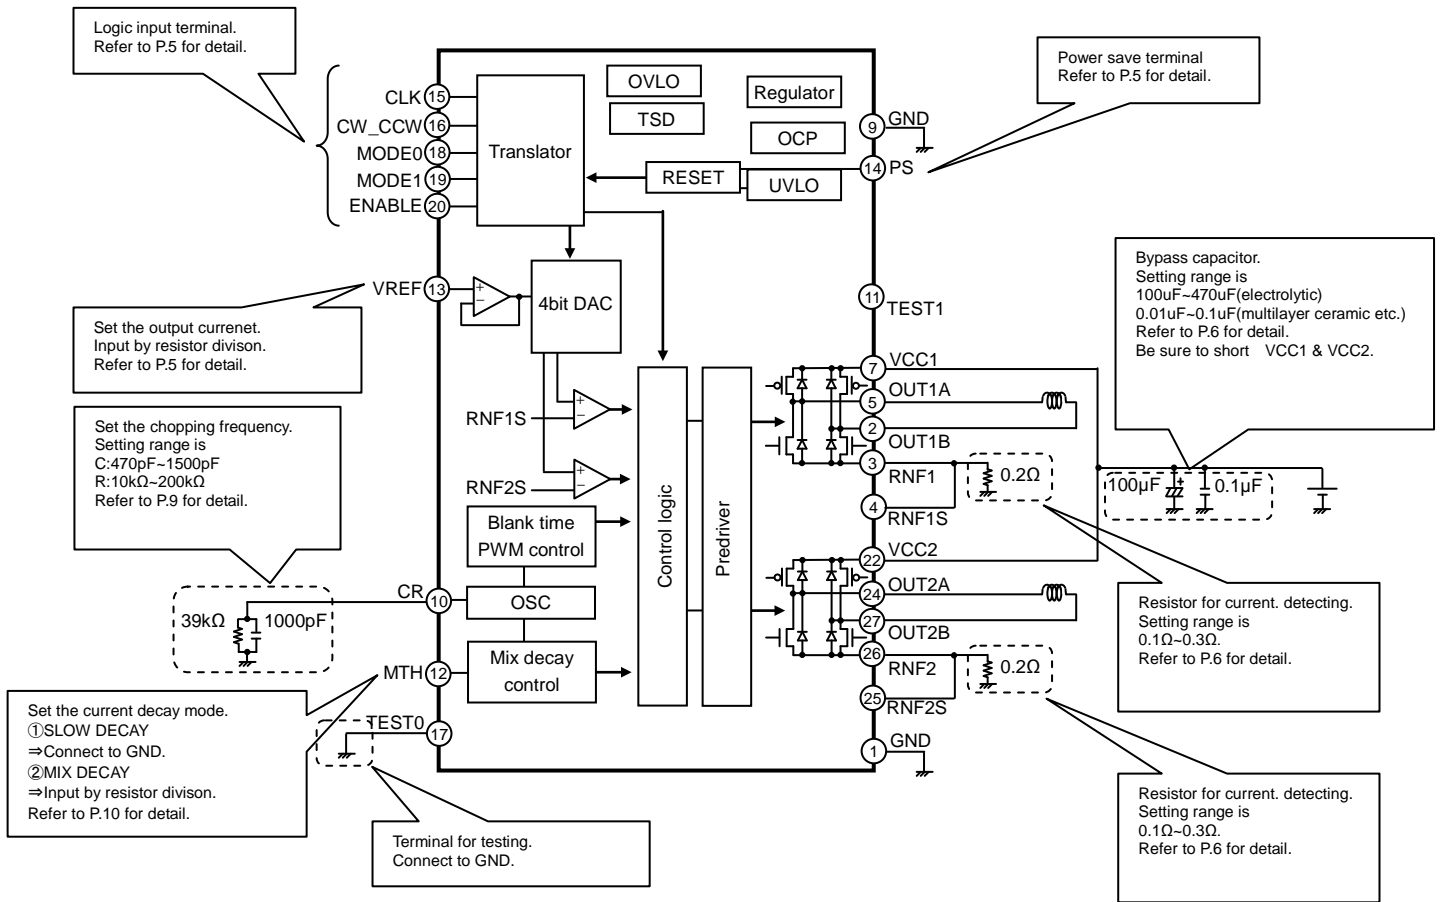 Logic input terminal.
Refer to P.5 for detail.
Power save terminal
Refer to P.5 for detail.
CLK 15
CW_CCW 16
MODE0 18
MODE1 19
ENABLE 20
Translator
OVLO
TSD
Regulator
OCP
RESET
UVLO
9 GND
14 PS
VREF 13
4bit DAC
11
TEST1
Bypass capacitor.
Setting range is
100uF~470uF(electrolytic)
0.01uF~0.1uF(multilayer ceramic etc.)
Refer to P.6 for detail.
Be sure to short VCC1 & VCC2.
Set the output currenet.
Input by resistor divison.
Refer to P.5 for detail.
Set the chopping frequency.
Setting range is
C:470pF~1500pF
R:10kΩ~200kΩ
Refer to P.9 for detail.
+
−
+
−
+
−
RNF1S
RNF2S
Blank time
PWM control
OSC
Mix decay
control
Control logic
Predriver
7 VCC1
5 OUT1A
2
OUT1B
3
RNF1
4
RNF1S
0.2Ω
100μF
+
0.1μF
22 VCC2
24 OUT2A
27
OUT2B
26
RNF2
25
RNF2S
0.2Ω
1 GND
CR 10
39kΩ
1000pF
MTH 12
TEST0
17
Set the current decay mode.
①SLOW DECAY
⇒Connect to GND.
②MIX DECAY
⇒Input by resistor divison.
Refer to P.10 for detail.
Terminal for testing.
Connect to GND.
Resistor for current. detecting.
Setting range is
0.1Ω~0.3Ω.
Refer to P.6 for detail.
Resistor for current. detecting.
Setting range is
0.1Ω~0.3Ω.
Refer to P.6 for detail.